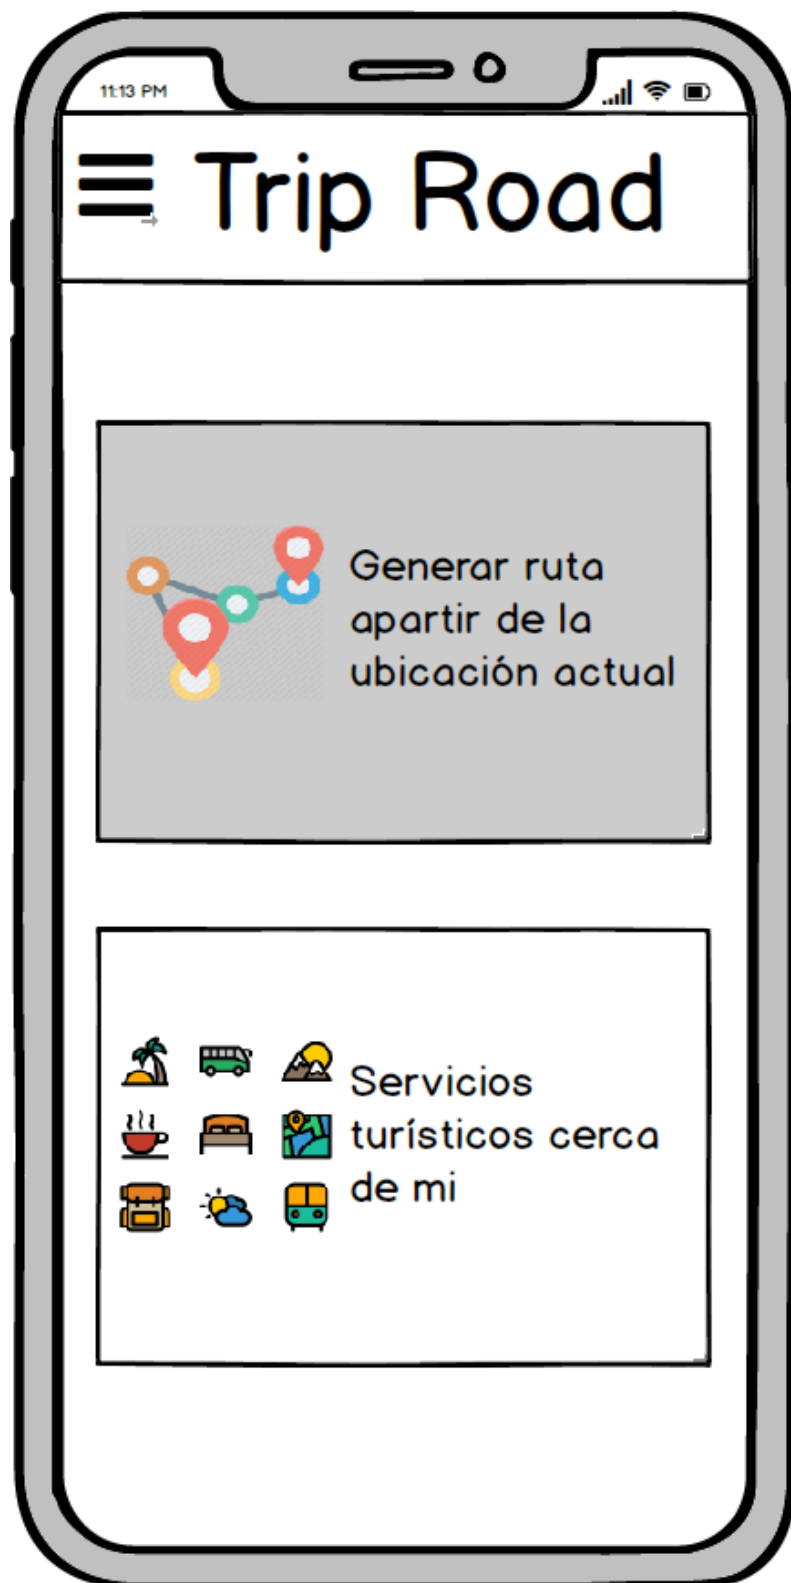 11:13 PM
Trip Road
Generar ruta
apartir de la
ubicación actual
Servicios
turísticos cerca
de mi